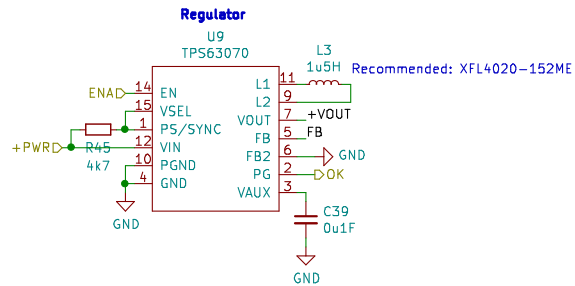 Regulator
U9
TPS63070
L3
1u5H
Recommended: XFL4020-152ME
ENA
14
EN
15
VSEL
1
PS/SYNC
+PWR
R45
4k7
12
VIN
10
PGND
4
GND
GND
L1
11
L2
9
VOUT
7
+VOUT
FB
5
FB
FB2
6
GND
PG
2
OK
VAUX
3
C39
0u1F
GND